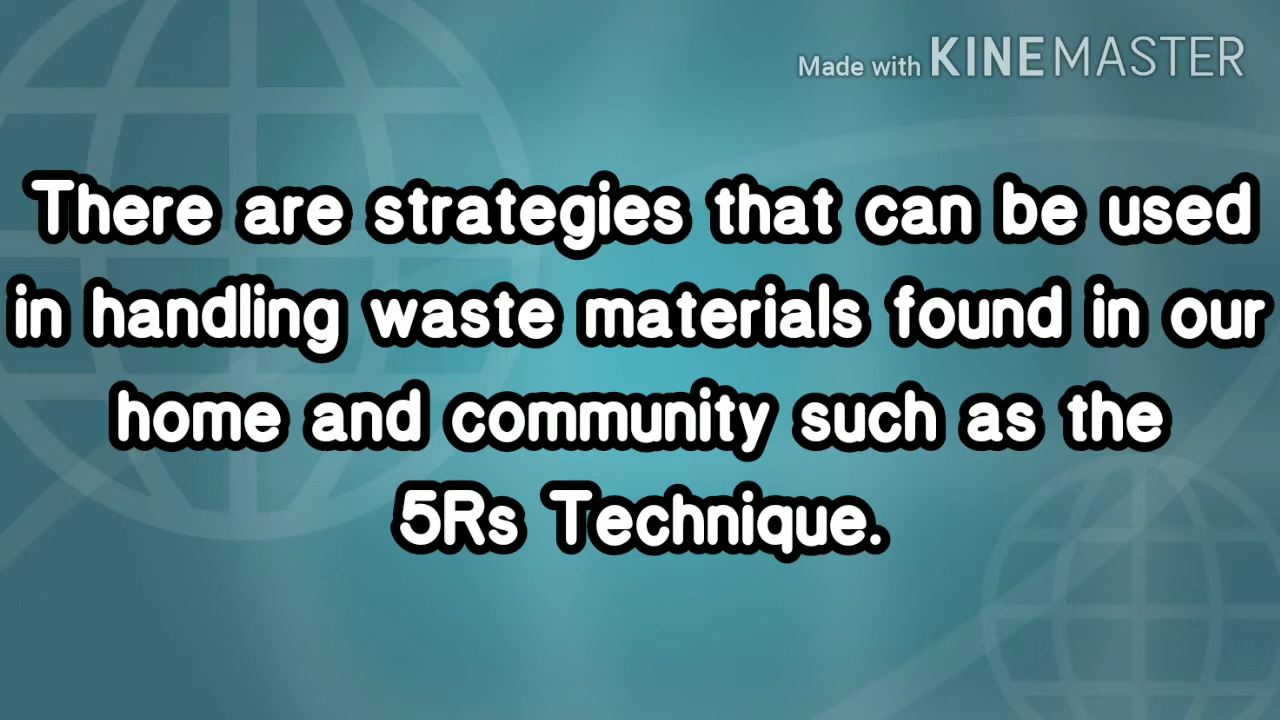 Made with KINEMASTER
There are strategies that can be used
in handling waste materials found in our
home and community such as the
5Rs Technique.